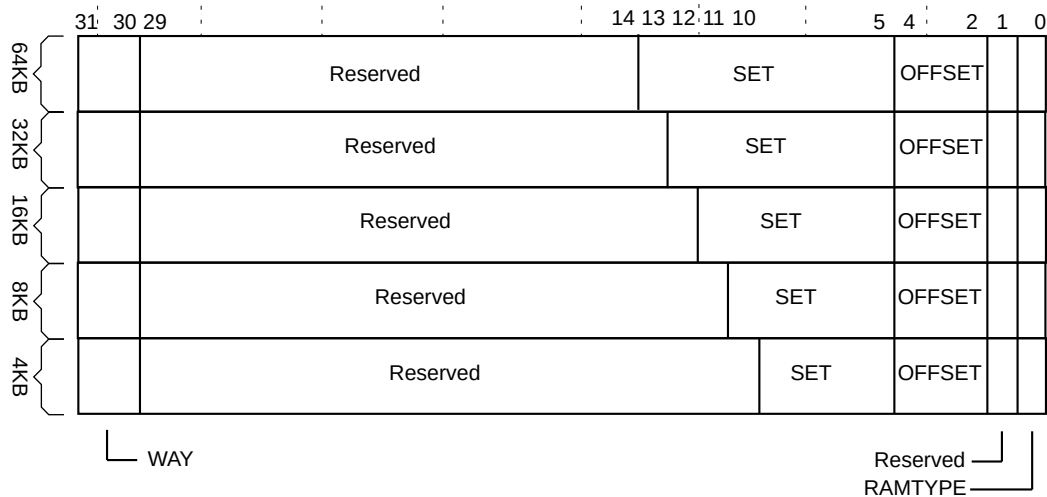 31 30 29 14 13 12 11 10 5 4 2 1 0
64KB Reserved SET OFFSET
32KB Reserved SET OFFSET
16KB Reserved SET OFFSET
8KB Reserved SET OFFSET
4KB Reserved SET OFFSET
WAY Reserved
RAMTYPE